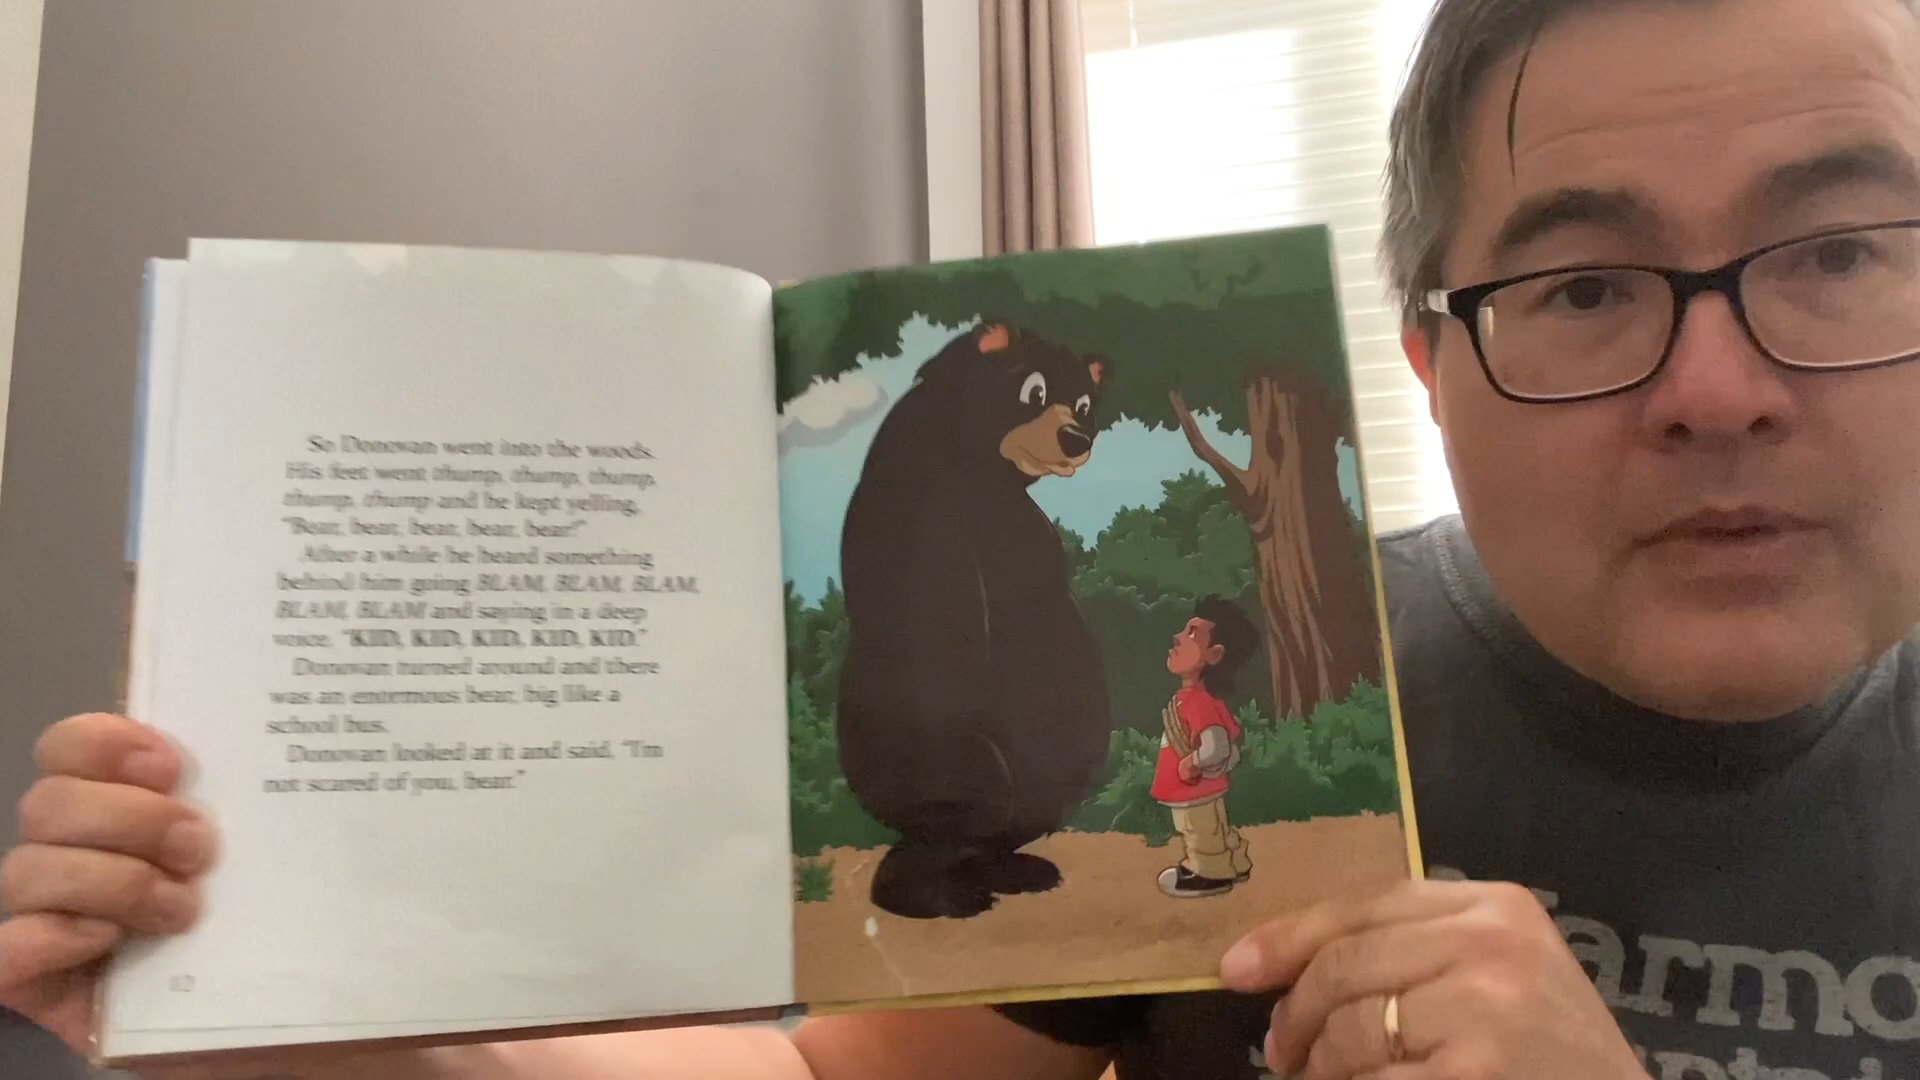 So Donovan went into the woods.
His feet went thump, thump, thump,
thump, thump and he kept yelling,
"Bear, bear, bear, bear, bear!"
After a while he heard something
behind him going BLAM, BLAM, BLAM,
BLAM, BLAM and saying in a deep
voice, "KID, KID, KID, KID, KID."
Donovan turned around and there
was an enormous bear, big like a
school bus.
Donovan looked at it and said, "I'm
not scared of you, bear."
12